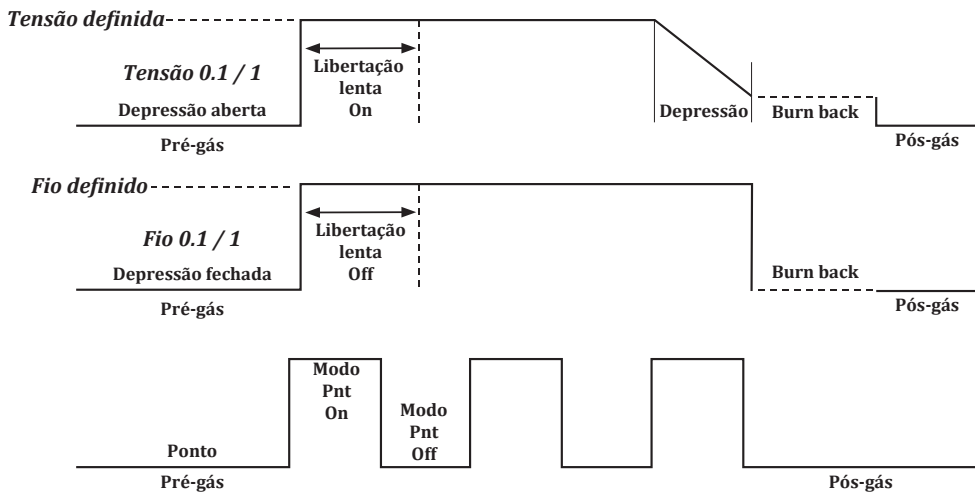 Tensão definida
Tensão 0.1 / 1
Libertação
lenta
On
Depressão aberta
Pré-gás
Depressão
Burn back
Pós-gás
Fio definido
Fio 0.1 / 1
Libertação
lenta
Off
Depressão fechada
Pré-gás
Burn back
Pós-gás
Modo
Pnt
On
Modo
Pnt
Off
Ponto
Pré-gás
Pós-gás